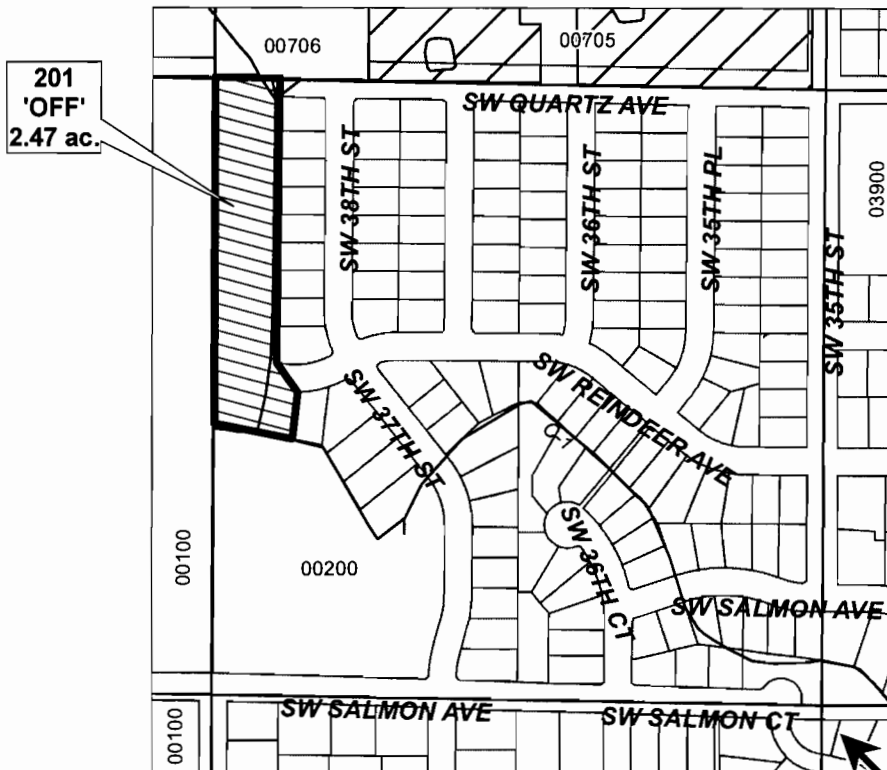 00706
00705
201
'OFF'
2.47 ac.
SW QUARTZ AVE
SW 38TH ST
SW 36TH ST
SW 35TH PL
03900
SW 35TH ST
SW REINDEER AVE
SW 37TH ST
SW 36TH CT
00100
00200
SW SALMON AVE
SW SALMON AVE
SW SALMON CT
00100